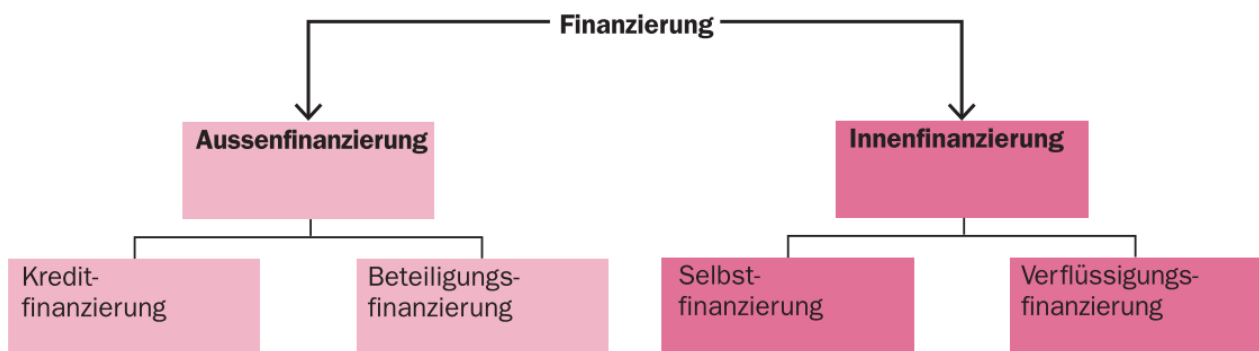 Finanzierung
Aussenfinanzierung
Innenfinanzierung
Kredit-
finanzierung
Beteiligungs-
finanzierung
Selbst-
finanzierung
Verflüssigungs-
finanzierung